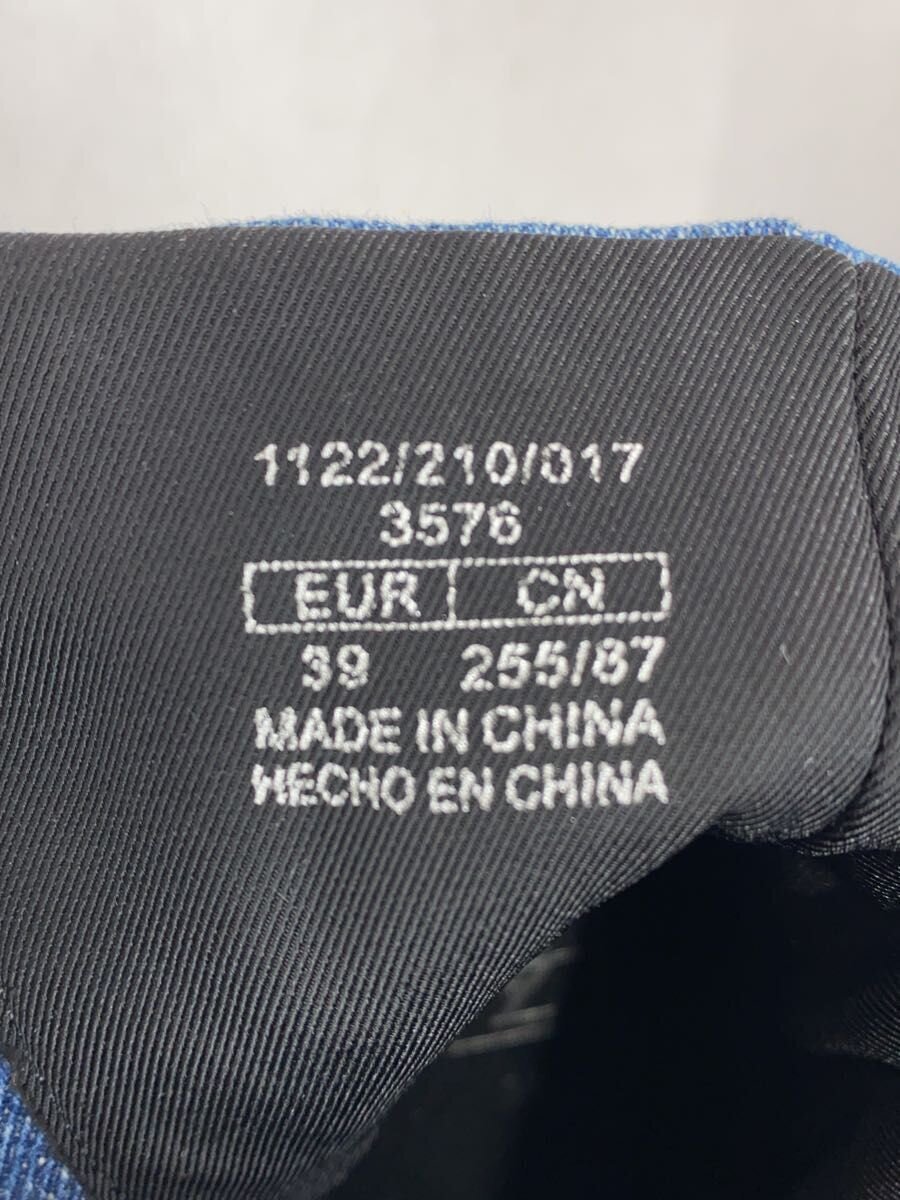 1122/210/017
3576
EUR CN
39 255/87
MADE IN CHINA
HECHO EN CHINA